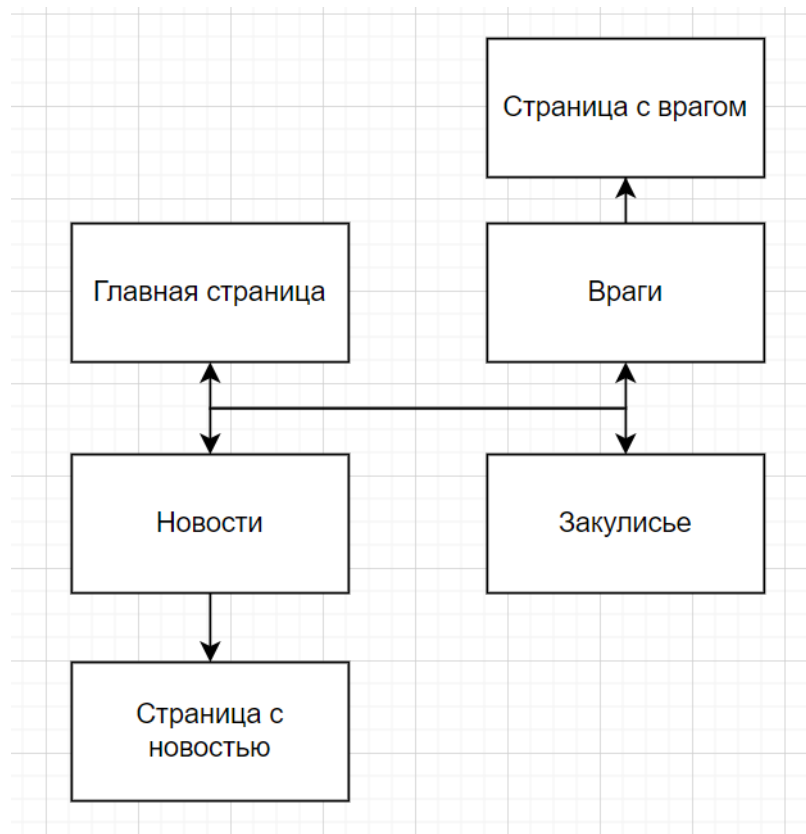 Страница с врагом
Главная страница
Враги
Новости
Закулисье
Страница с
новостью